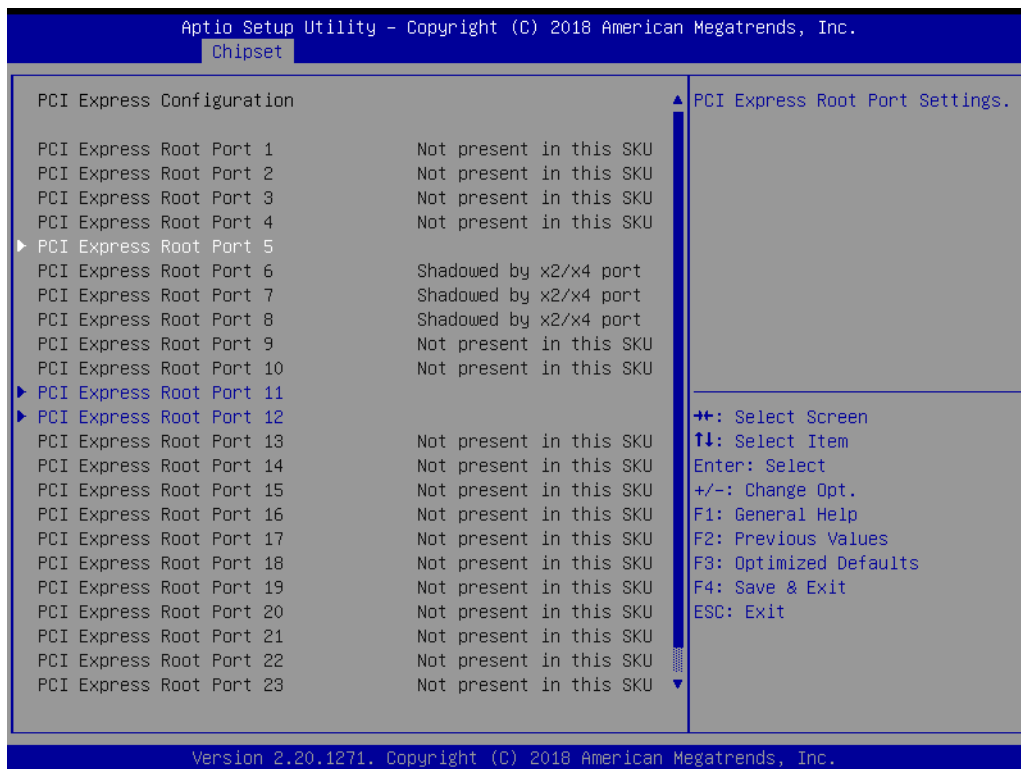 Aptio Setup Utility – Copyright (C) 2018 American Megatrends, Inc.
Chipset
PCI Express Configuration
PCI Express Root Port 1 Not present in this SKU
PCI Express Root Port 2 Not present in this SKU
PCI Express Root Port 3 Not present in this SKU
PCI Express Root Port 4 Not present in this SKU
PCI Express Root Port 5
PCI Express Root Port 6 Shadowed by x2/x4 port
PCI Express Root Port 7 Shadowed by x2/x4 port
PCI Express Root Port 8 Shadowed by x2/x4 port
PCI Express Root Port 9 Not present in this SKU
PCI Express Root Port 10 Not present in this SKU
PCI Express Root Port 11
PCI Express Root Port 12
PCI Express Root Port 13 Not present in this SKU
PCI Express Root Port 14 Not present in this SKU
PCI Express Root Port 15 Not present in this SKU
PCI Express Root Port 16 Not present in this SKU
PCI Express Root Port 17 Not present in this SKU
PCI Express Root Port 18 Not present in this SKU
PCI Express Root Port 19 Not present in this SKU
PCI Express Root Port 20 Not present in this SKU
PCI Express Root Port 21 Not present in this SKU
PCI Express Root Port 22 Not present in this SKU
PCI Express Root Port 23 Not present in this SKU
PCI Express Root Port Settings.
→←: Select Screen
↑↓: Select Item
Enter: Select
+/-: Change Opt.
F1: General Help
F2: Previous Values
F3: Optimized Defaults
F4: Save & Exit
ESC: Exit
Version 2.20.1271. Copyright (C) 2018 American Megatrends, Inc.